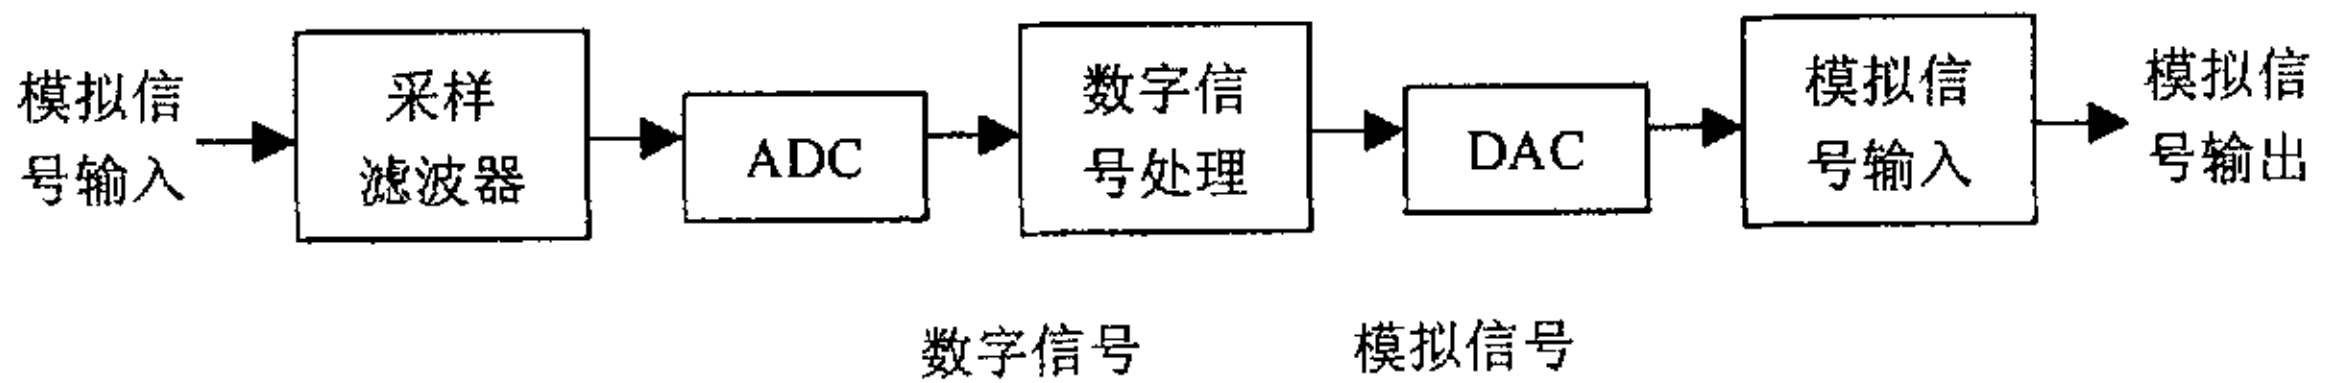 模拟信
号输入
采样
滤波器
ADC
数字信
号处理
DAC
模拟信
号输入
模拟信
号输出
数字信号
模拟信号